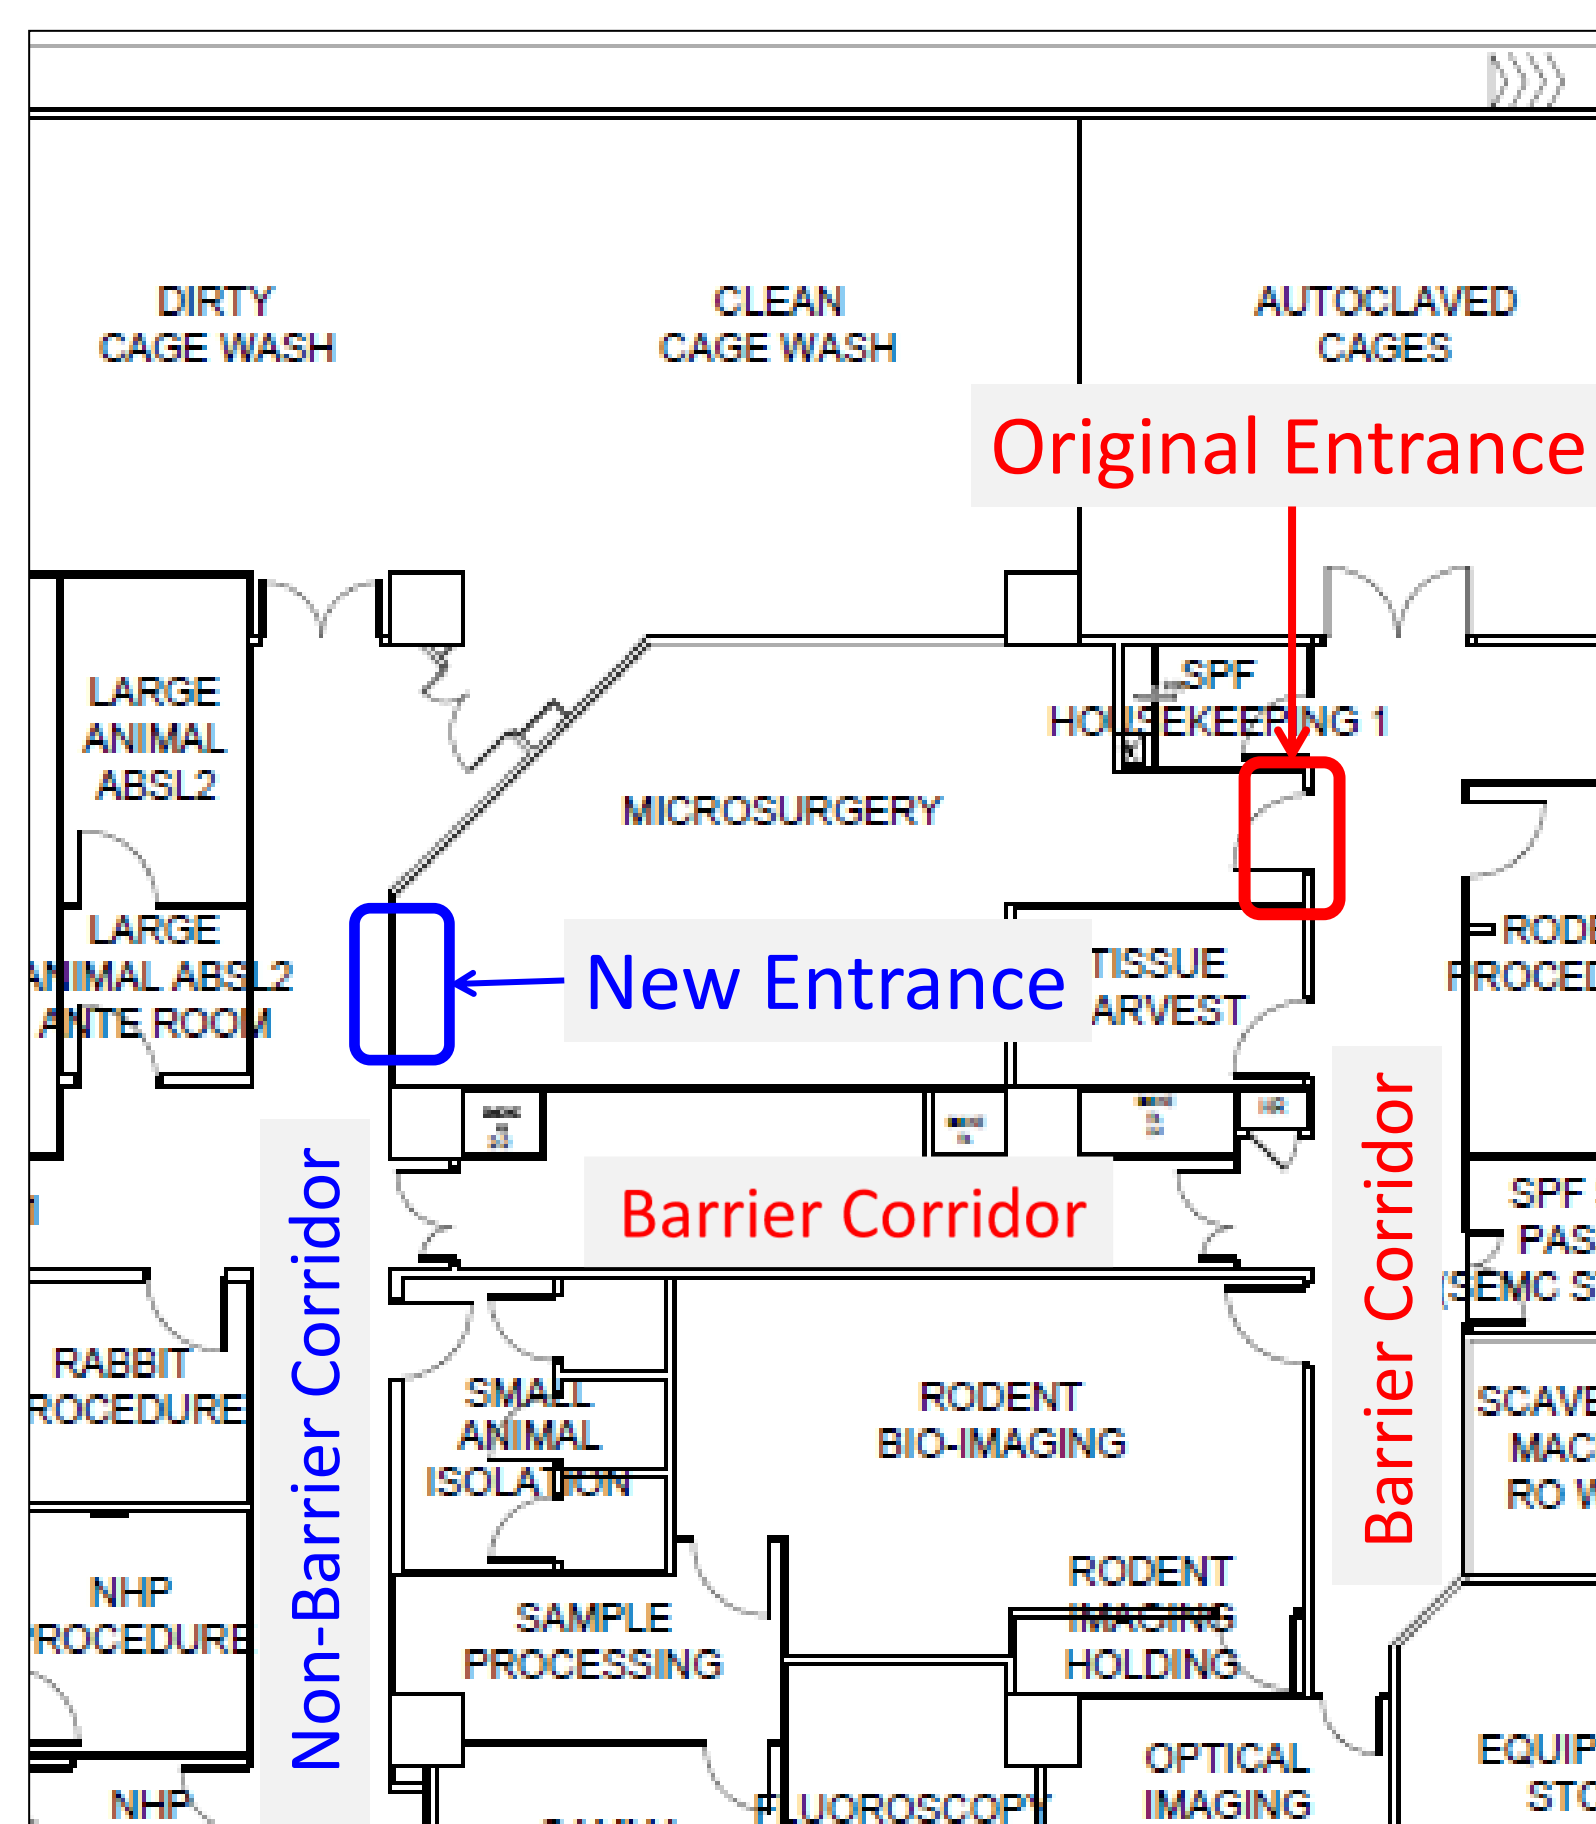 DIRTY
CAGE WASH
CLEAN
CAGE WASH
AUTOCLAVED
CAGES
Original Entrance
SPF
HOUSEKEEPING 1
LARGE
ANIMAL
ABSL2
MICROSURGERY
LARGE
ANIMAL ABSL2
ANTE ROOM
New Entrance
TISSUE
ARVEST
RODE
PROCED
HR
Non-Barrier Corridor
Barrier Corridor
Barrier Corridor
SPF
PAS
(SEMC S
RABBIT
ROCEDURE
SMALL
ANIMAL
ISOLATION
RODENT
BIO-IMAGING
SCAVE
MAC
RO W
NHP
ROCEDURE
SAMPLE
PROCESSING
RODENT
IMAGING
HOLDING
OPTICAL
IMAGING
EQUIP
STO
NHP
FLUOROSCOPY